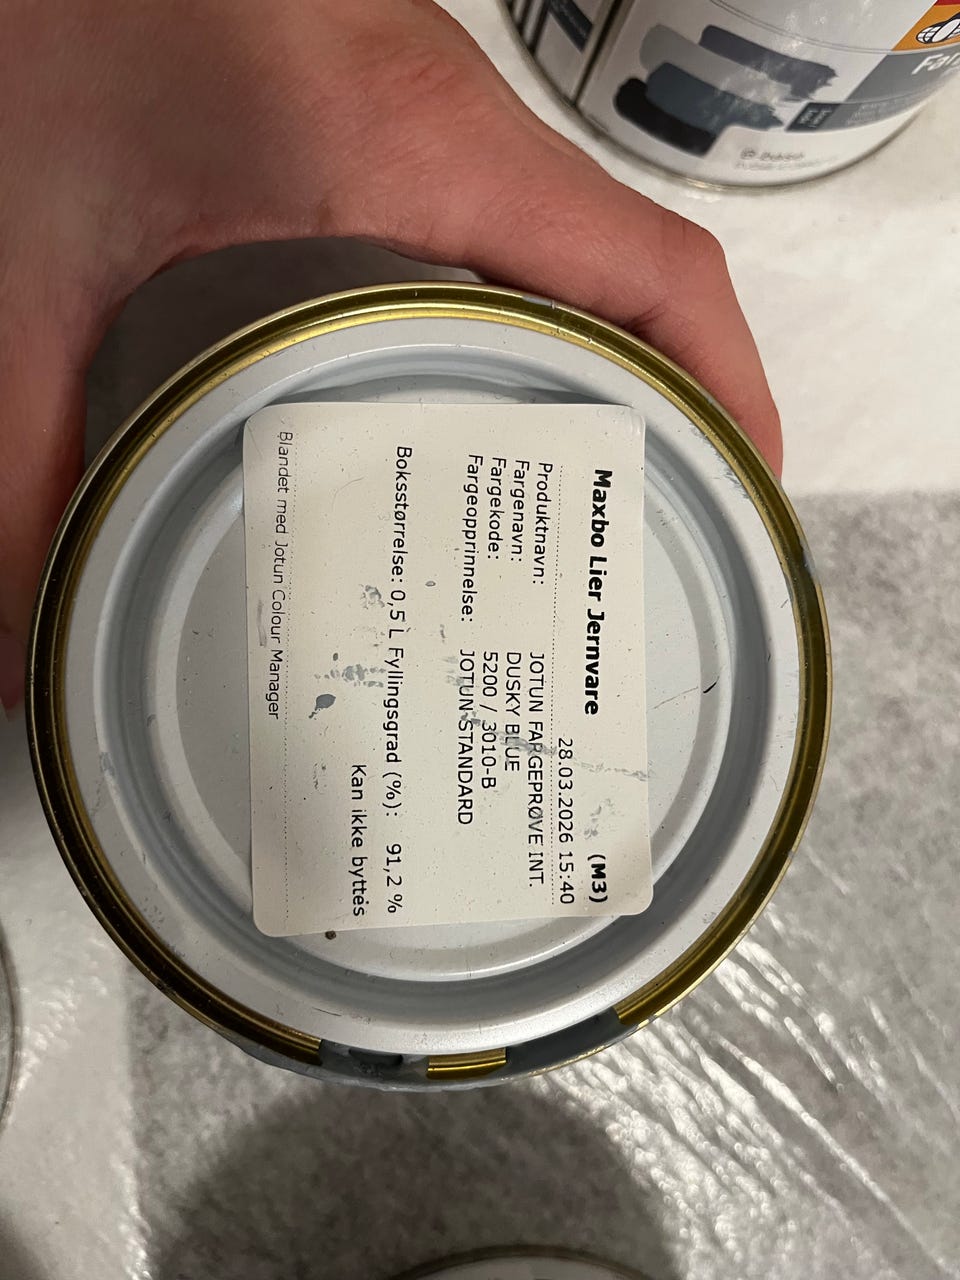 Maxbo Lier Jernvare (M3)
28.03.2026 15:40
Produktnavn: JOTUN FARGEPRØVE INT.
Fargenavn: DUSKY BLUE
Fargekode: 5200 / 3010-B
Fargeopprinnelse: JOTUN STANDARD
Boksstørrelse: 0,5 L Fyllingsgrad (%): 91,2 %
Kan ikke byttes
Blandet med Jotun Colour Manager